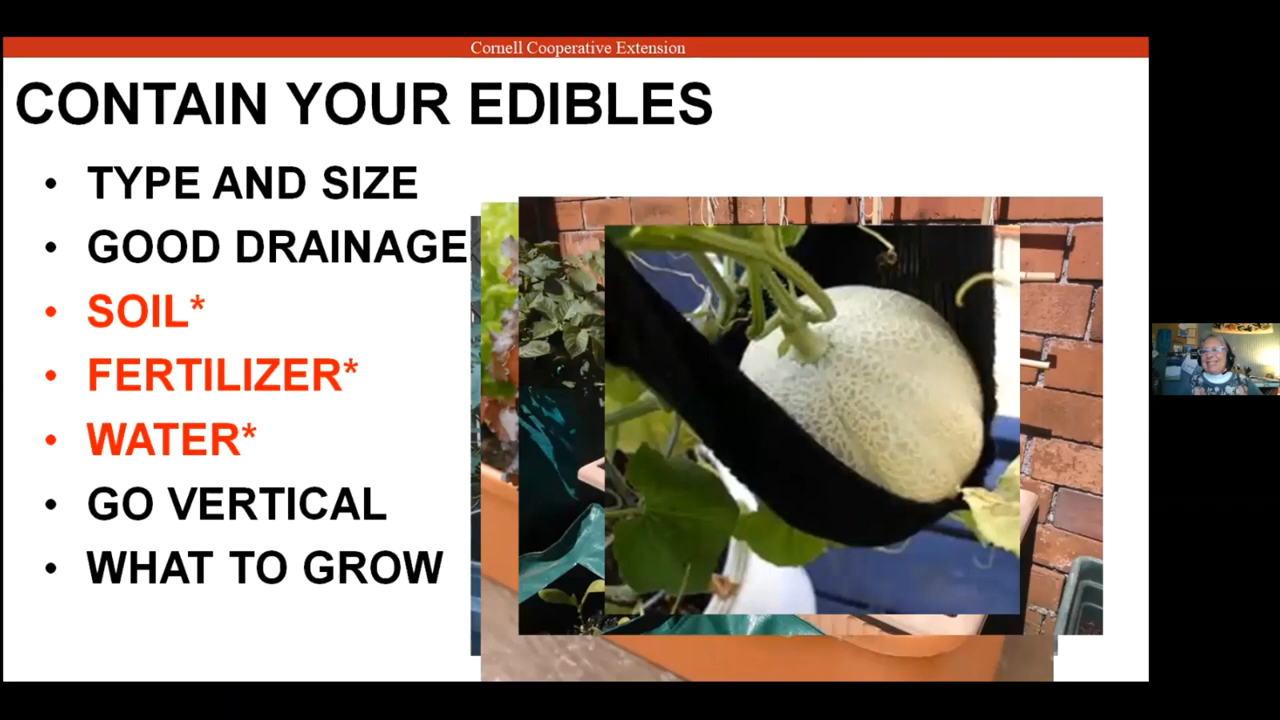 Cornell Cooperative Extension
CONTAIN YOUR EDIBLES
• TYPE AND SIZE
• GOOD DRAINAGE
• SOIL*
• FERTILIZER*
• WATER*
• GO VERTICAL
• WHAT TO GROW